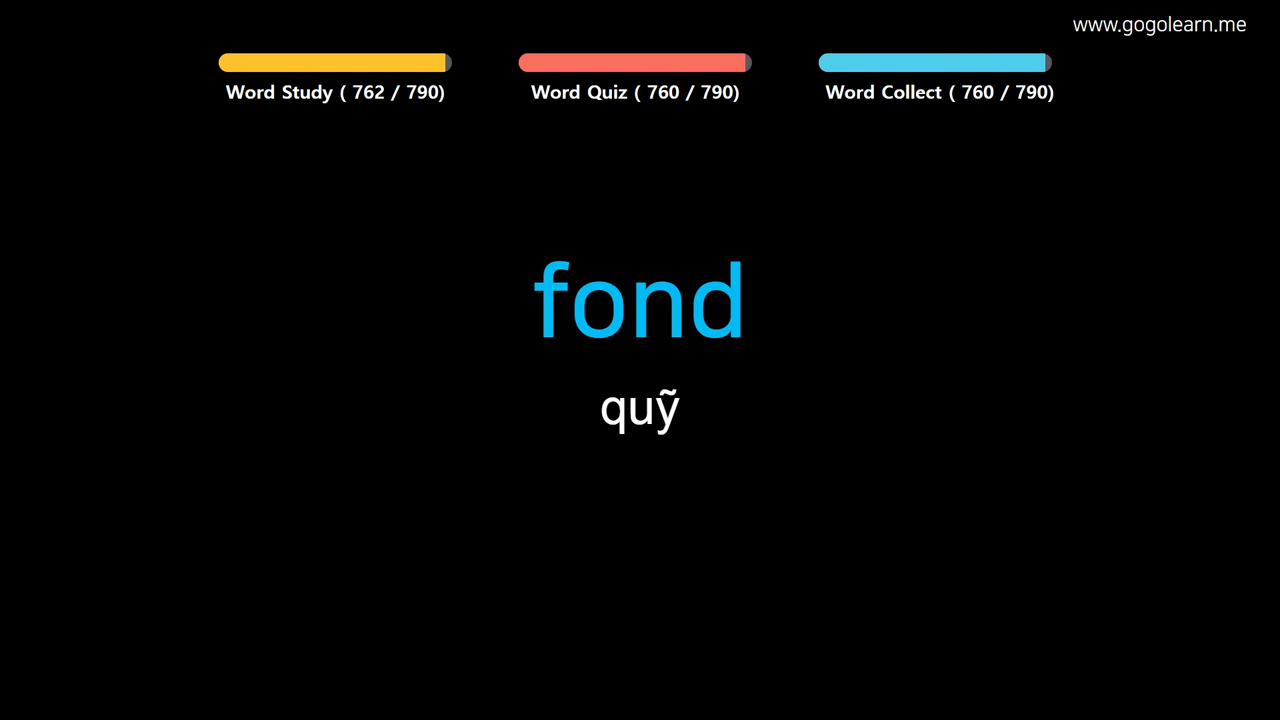 www.gogolearn.me
Word Study ( 762 / 790)
Word Quiz ( 760 / 790)
Word Collect ( 760 / 790)
fond
quỹ